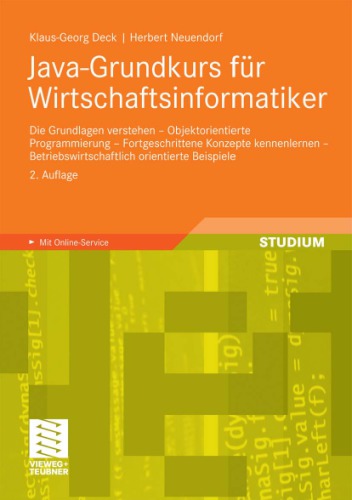 Klaus-Georg Deck | Herbert Neuendorf
Java-Grundkurs für
Wirtschaftsinformatiker
Die Grundlagen verstehen – Objektorientierte
Programmierung – Fortgeschrittene Konzepte kennenlernen –
Betriebswirtschaftlich orientierte Beispiele
2. Auflage
Mit Online-Service
STUDIUM
VIEWEG+
TEUBNER